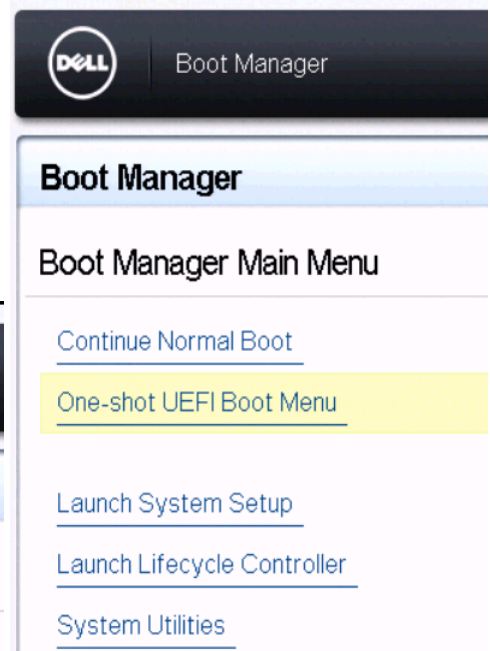 DELL
Boot Manager
Boot Manager
Boot Manager Main Menu
Continue Normal Boot
One-shot UEFI Boot Menu
Launch System Setup
Launch Lifecycle Controller
System Utilities